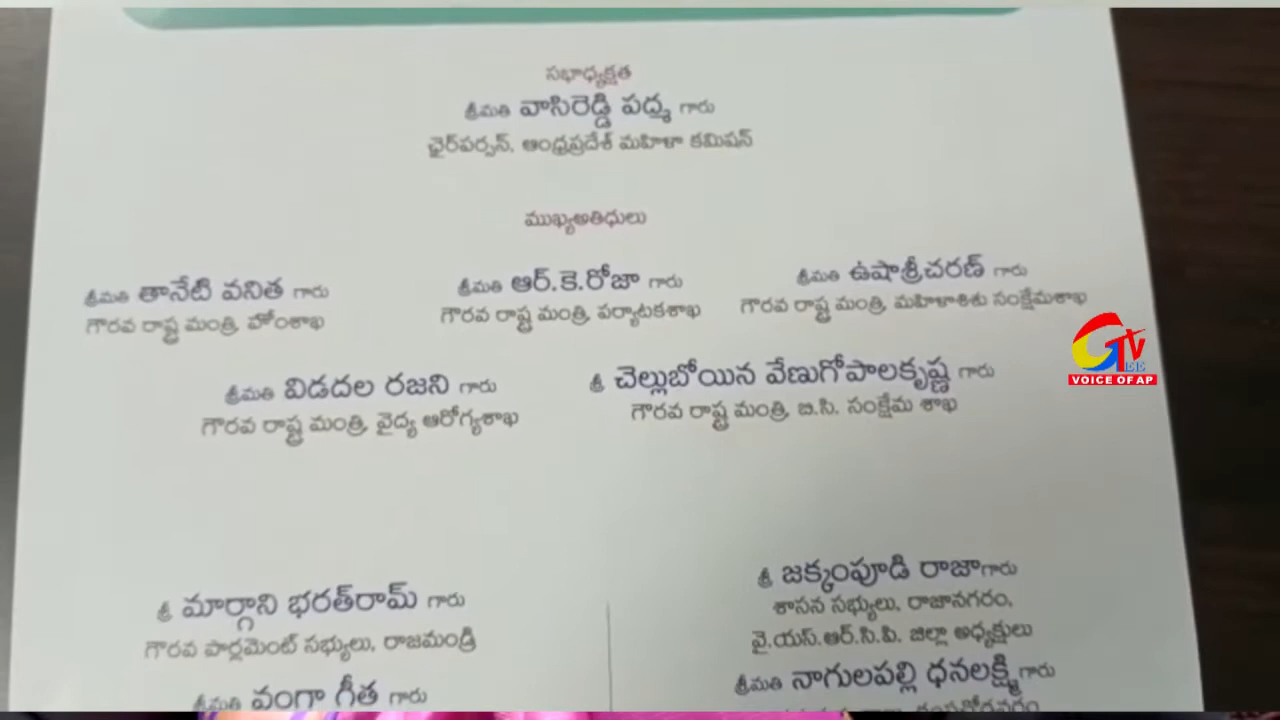 సభాధ్యక్షత
శ్రీమతి వాసిరెడ్డి పద్మ గారు
ఛైర్‌పర్సన్, ఆంధ్రప్రదేశ్ మహిళా కమిషన్
ముఖ్యఅతిధులు
శ్రీమతి తానేటి వనిత గారు
గౌరవ రాష్ట్ర మంత్రి, హోంశాఖ
శ్రీమతి ఆర్.కె.రోజా గారు
గౌరవ రాష్ట్ర మంత్రి, పర్యాటకశాఖ
శ్రీమతి ఉషాశ్రీచరణ్ గారు
గౌరవ రాష్ట్ర మంత్రి, మహిళాశిశు సంక్షేమశాఖ
GTV
VOICE OF AP
శ్రీమతి విడదల రజని గారు
గౌరవ రాష్ట్ర మంత్రి, వైద్య ఆరోగ్యశాఖ
శ్రీ చెల్లుబోయిన వేణుగోపాలకృష్ణ గారు
గౌరవ రాష్ట్ర మంత్రి, బి.సి. సంక్షేమ శాఖ
శ్రీ మార్గాని భరత్‌రామ్ గారు
గౌరవ పార్లమెంట్ సభ్యులు, రాజమండ్రి
శ్రీమతి వంగా గీత గారు
శ్రీ జక్కంపూడి రాజాగారు
శాసన సభ్యులు, రాజానగరం,
వై.యస్.ఆర్.సి.పి. జిల్లా అధ్యక్షులు
శ్రీమతి నాగులపల్లి ధనలక్ష్మి గారు